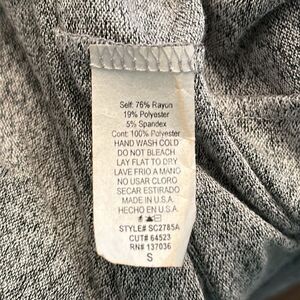 Self: 76% Rayon
19% Polyester
5% Spandex
Cont: 100% Polyester
HAND WASH COLD
DO NOT BLEACH
LAY FLAT TO DRY
LAVE FRIO A MANO
NO USAR CLORO
SECAR ESTIRADO
MADE IN U.S.A.
HECHO EN U.S.A.
STYLE# SC2785A
CUT# 64523
RN# 137036
S